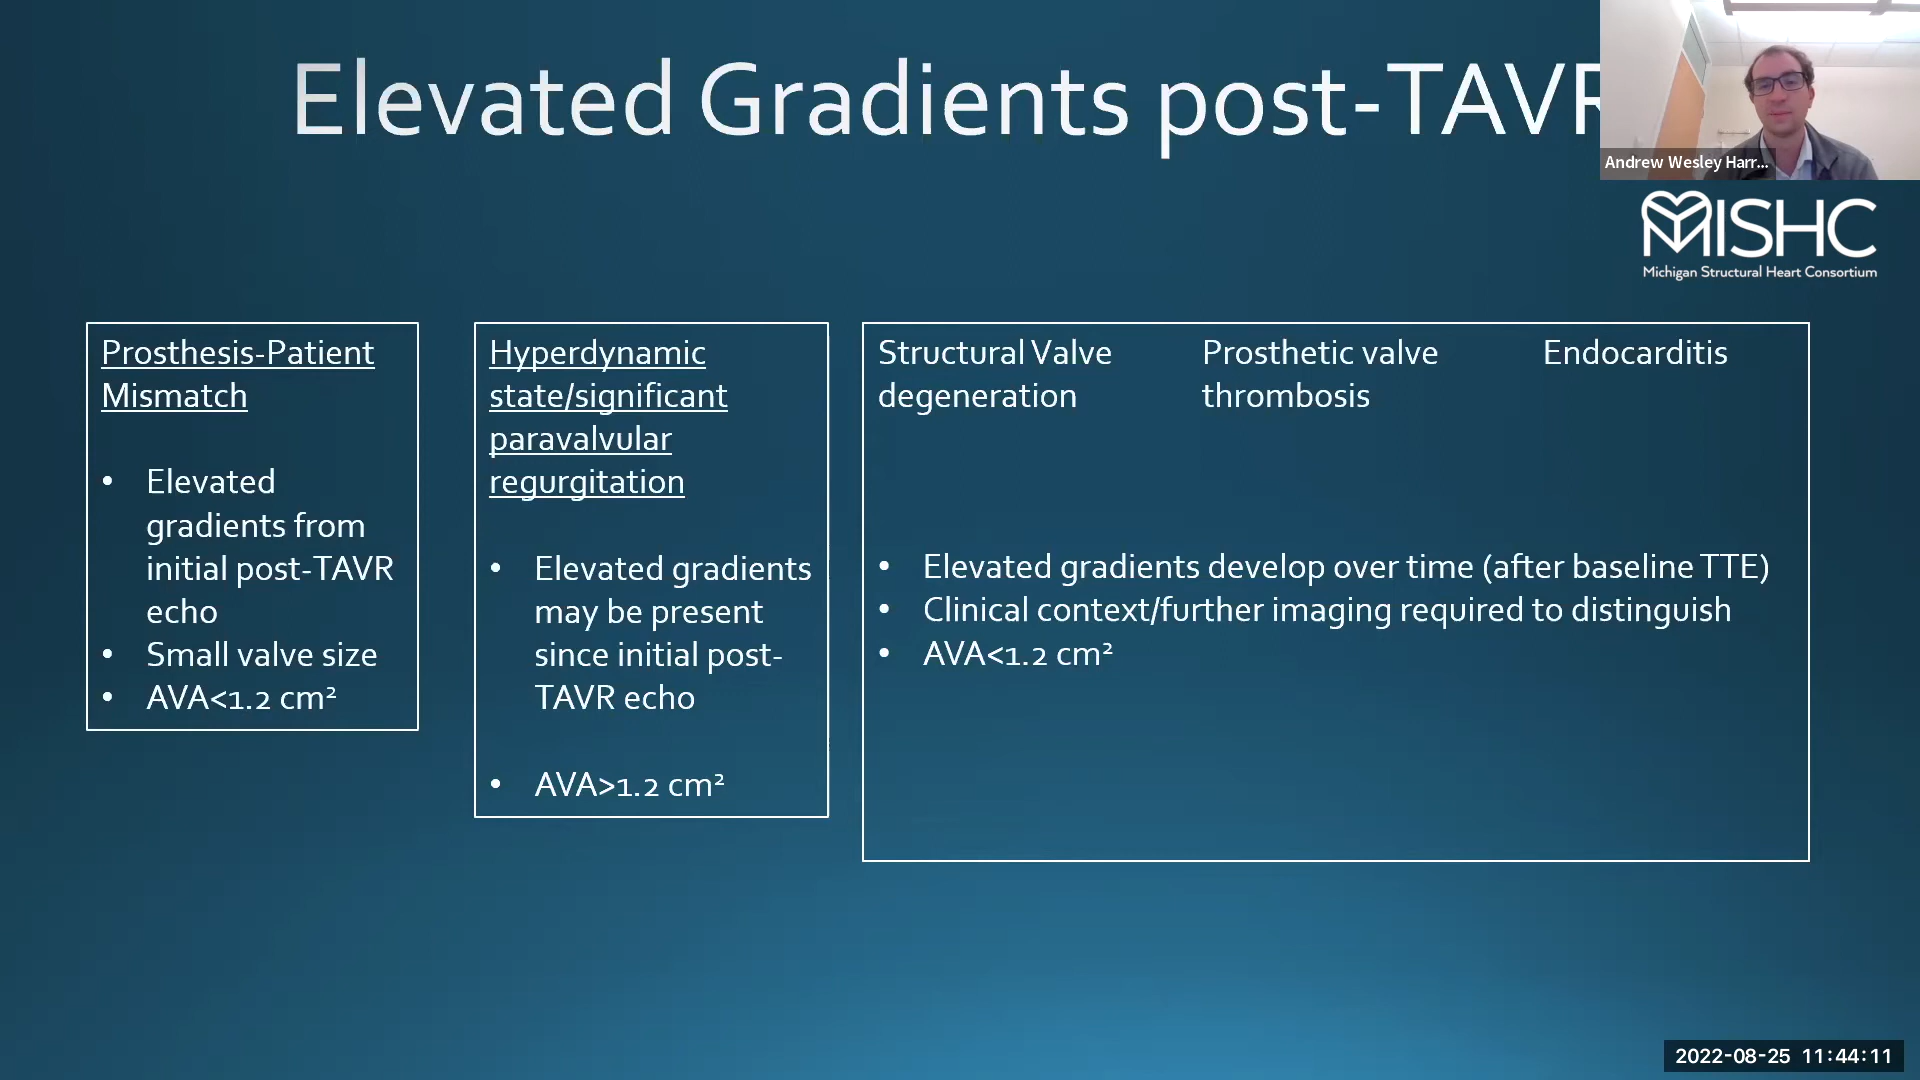 Elevated Gradients post-TAVR
Andrew Wesley Harr...
MISHC
Michigan Structural Heart Consortium
Prosthesis-Patient
Mismatch
• Elevated
gradients from
initial post-TAVR
echo
• Small valve size
• AVA<1.2 cm²
Hyperdynamic
state/significant
paravalvular
regurgitation
• Elevated gradients
may be present
since initial post-
TAVR echo
• AVA>1.2 cm²
Structural Valve
degeneration
Prosthetic valve
thrombosis
Endocarditis
• Elevated gradients develop over time (after baseline TTE)
• Clinical context/further imaging required to distinguish
• AVA<1.2 cm²
2022-08-25 11:44:11